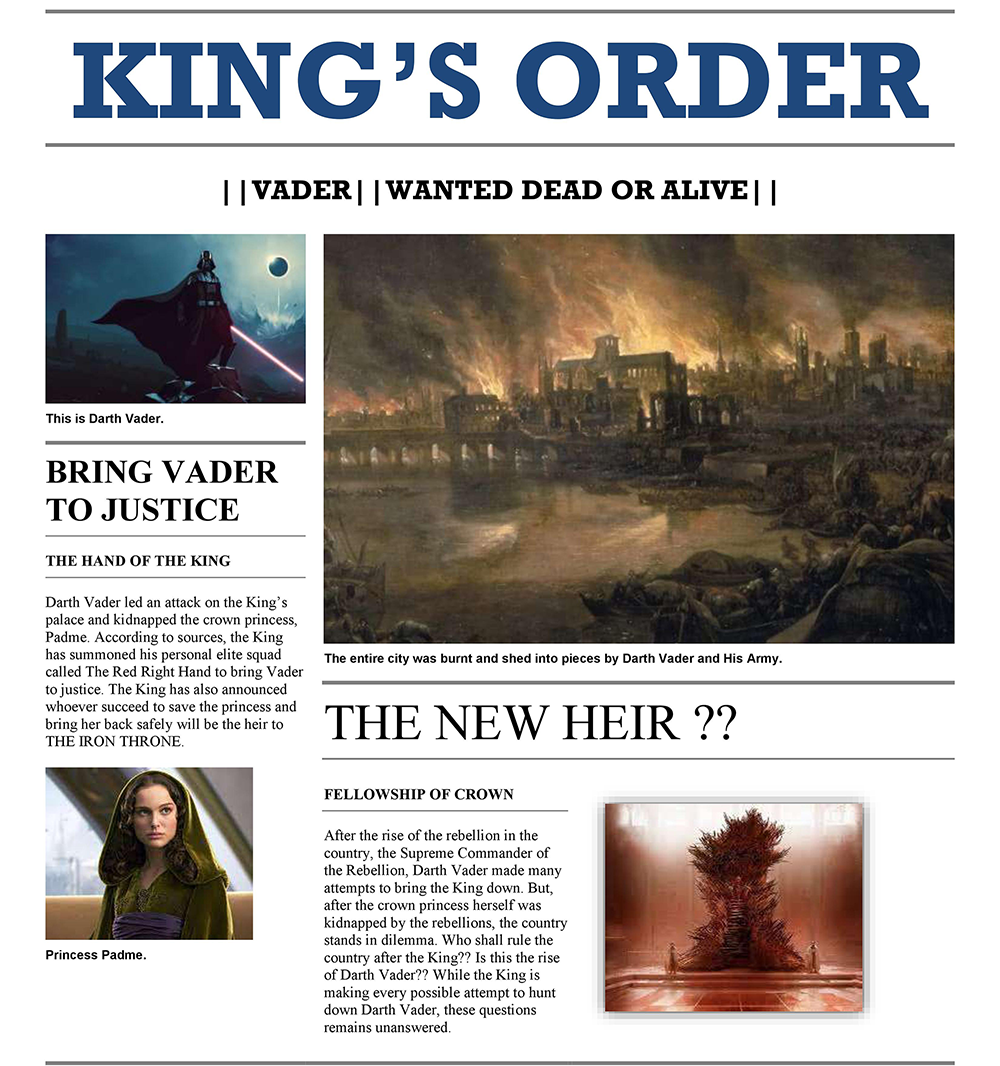 KING’S ORDER
||VADER||WANTED DEAD OR ALIVE||
This is Darth Vader.
BRING VADER
TO JUSTICE
THE HAND OF THE KING
Darth Vader led an attack on the King’s
palace and kidnapped the crown princess,
Padme. According to sources, the King
has summoned his personal elite squad
called The Red Right Hand to bring Vader
to justice. The King has also announced
whoever succeed to save the princess and
bring her back safely will be the heir to
THE IRON THRONE.
Princess Padme.
The entire city was burnt and shed into pieces by Darth Vader and His Army.
THE NEW HEIR ??
FELLOWSHIP OF CROWN
After the rise of the rebellion in the
country, the Supreme Commander of
the Rebellion, Darth Vader made many
attempts to bring the King down. But,
after the crown princess herself was
kidnapped by the rebellions, the country
stands in dilemma. Who shall rule the
country after the King?? Is this the rise
of Darth Vader?? While the King is
making every possible attempt to hunt
down Darth Vader, these questions
remains unanswered.